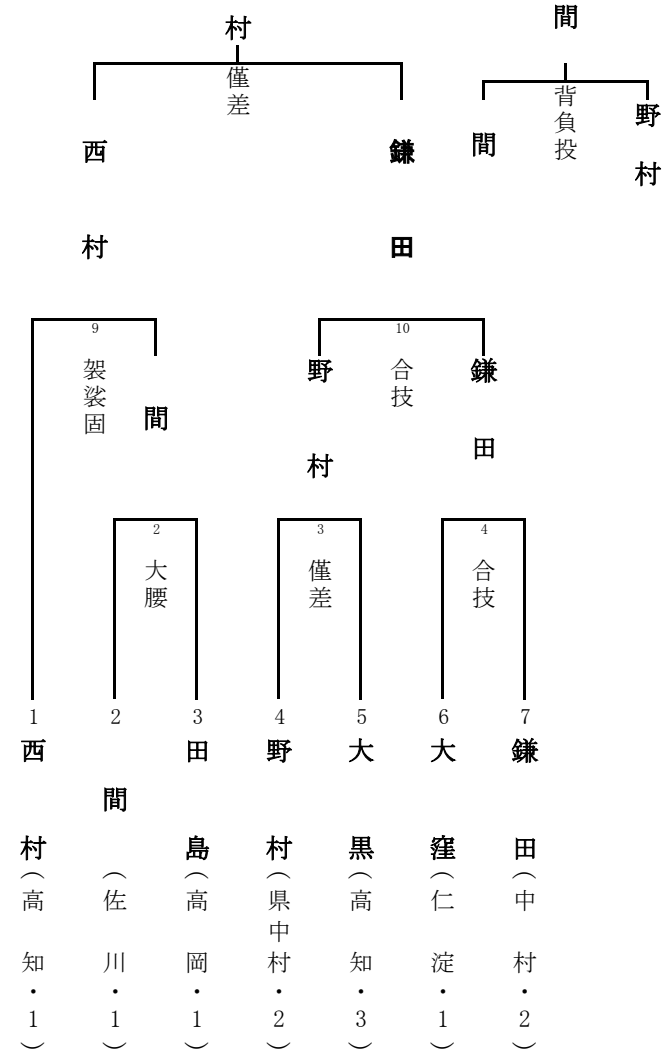 村
僅差
西村
鎌田
間
背負投
間
野村
9
袈裟固
間
10
合技
野村
鎌田
2
大腰
3
僅差
4
合技
1
西村(高知・1)
2
間(佐川・1)
3
田島(高岡・1)
4
野村(県中村・2)
5
大黒(高知・3)
6
大窪(仁淀・1)
7
鎌田(中村・2)